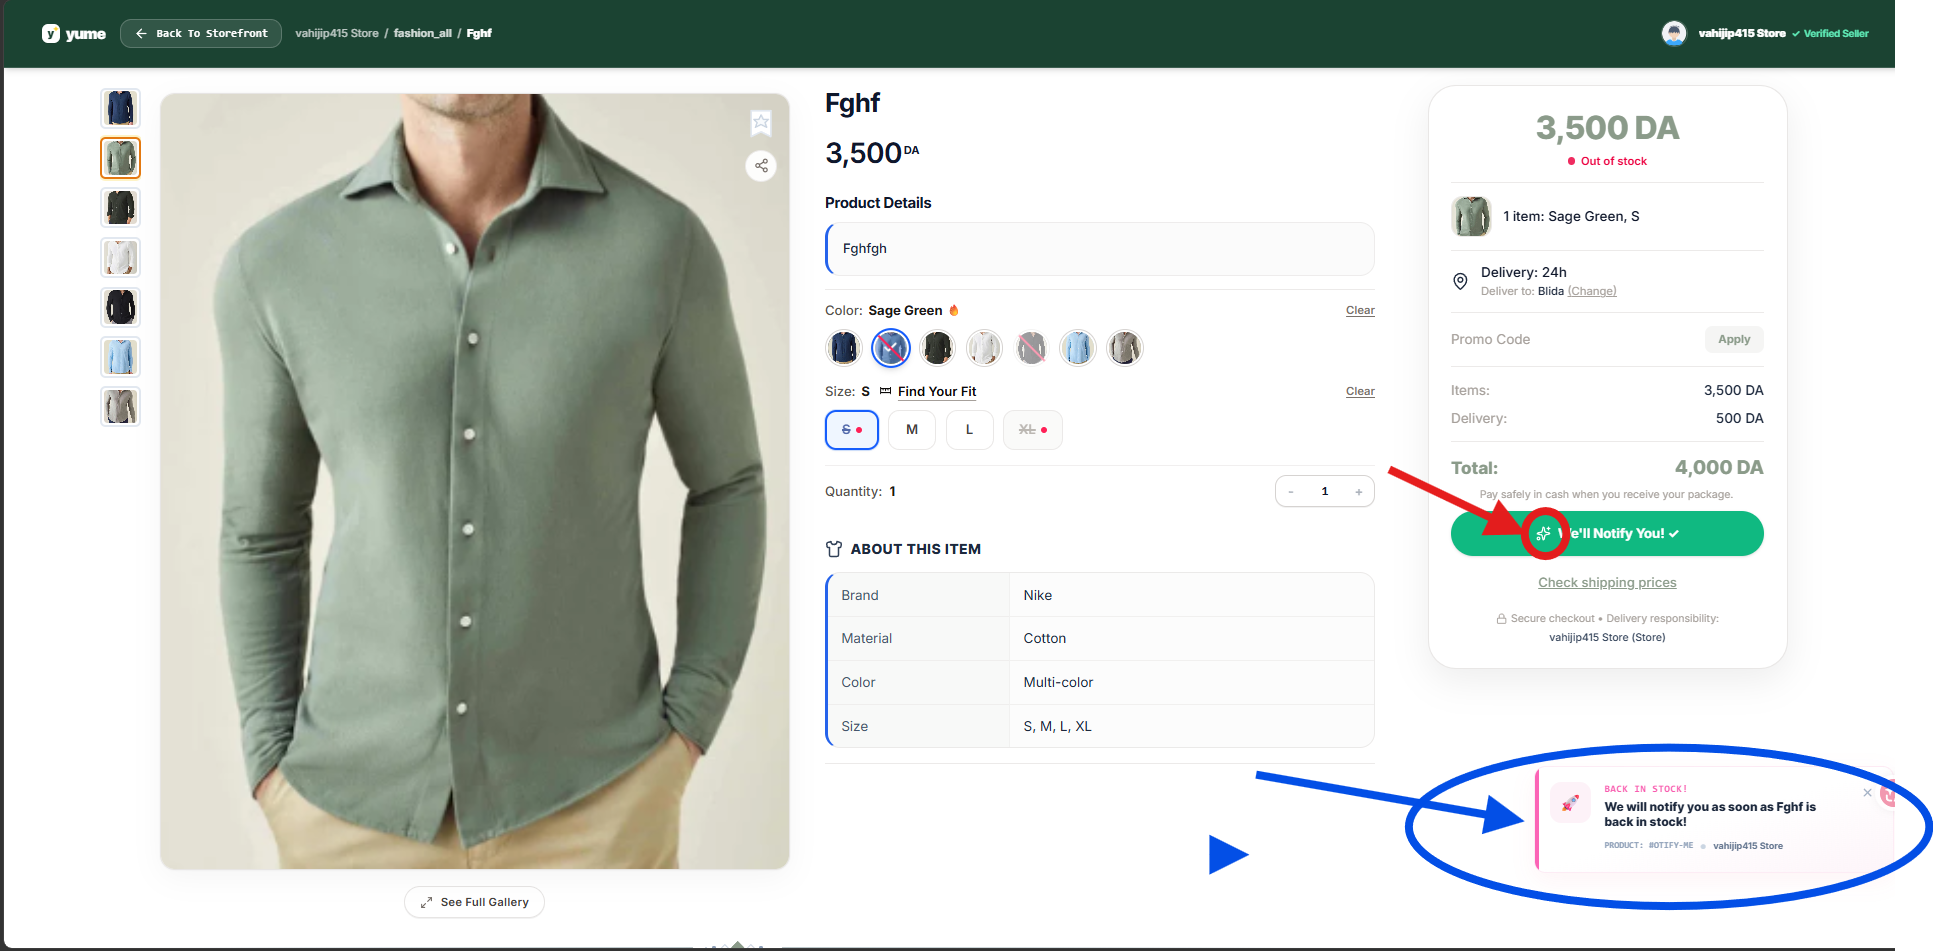 y yume
← Back To Storefront
vahijip415 Store / fashion_all / Fghf
vahijip415 Store ✓ Verified Seller
Fghf
3,500 DA
Product Details
Fghfgh
Color: Sage Green 🔥
Clear
Size: S Find Your Fit
Clear
S
M
L
XL
Quantity: 1
- 1 +
ABOUT THIS ITEM
Brand Nike
Material Cotton
Color Multi-color
Size S, M, L, XL
See Full Gallery
3,500 DA
Out of stock
1 item: Sage Green, S
Delivery: 24h
Deliver to: Blida (Change)
Promo Code Apply
Items: 3,500 DA
Delivery: 500 DA
Total: 4,000 DA
Pay safely in cash when you receive your package.
We'll Notify You! ✓
Check shipping prices
Secure checkout • Delivery responsibility:
vahijip415 Store (Store)
BACK IN STOCK!
We will notify you as soon as Fghf is
back in stock!
PRODUCT: #OTIFY-ME • vahijip415 Store